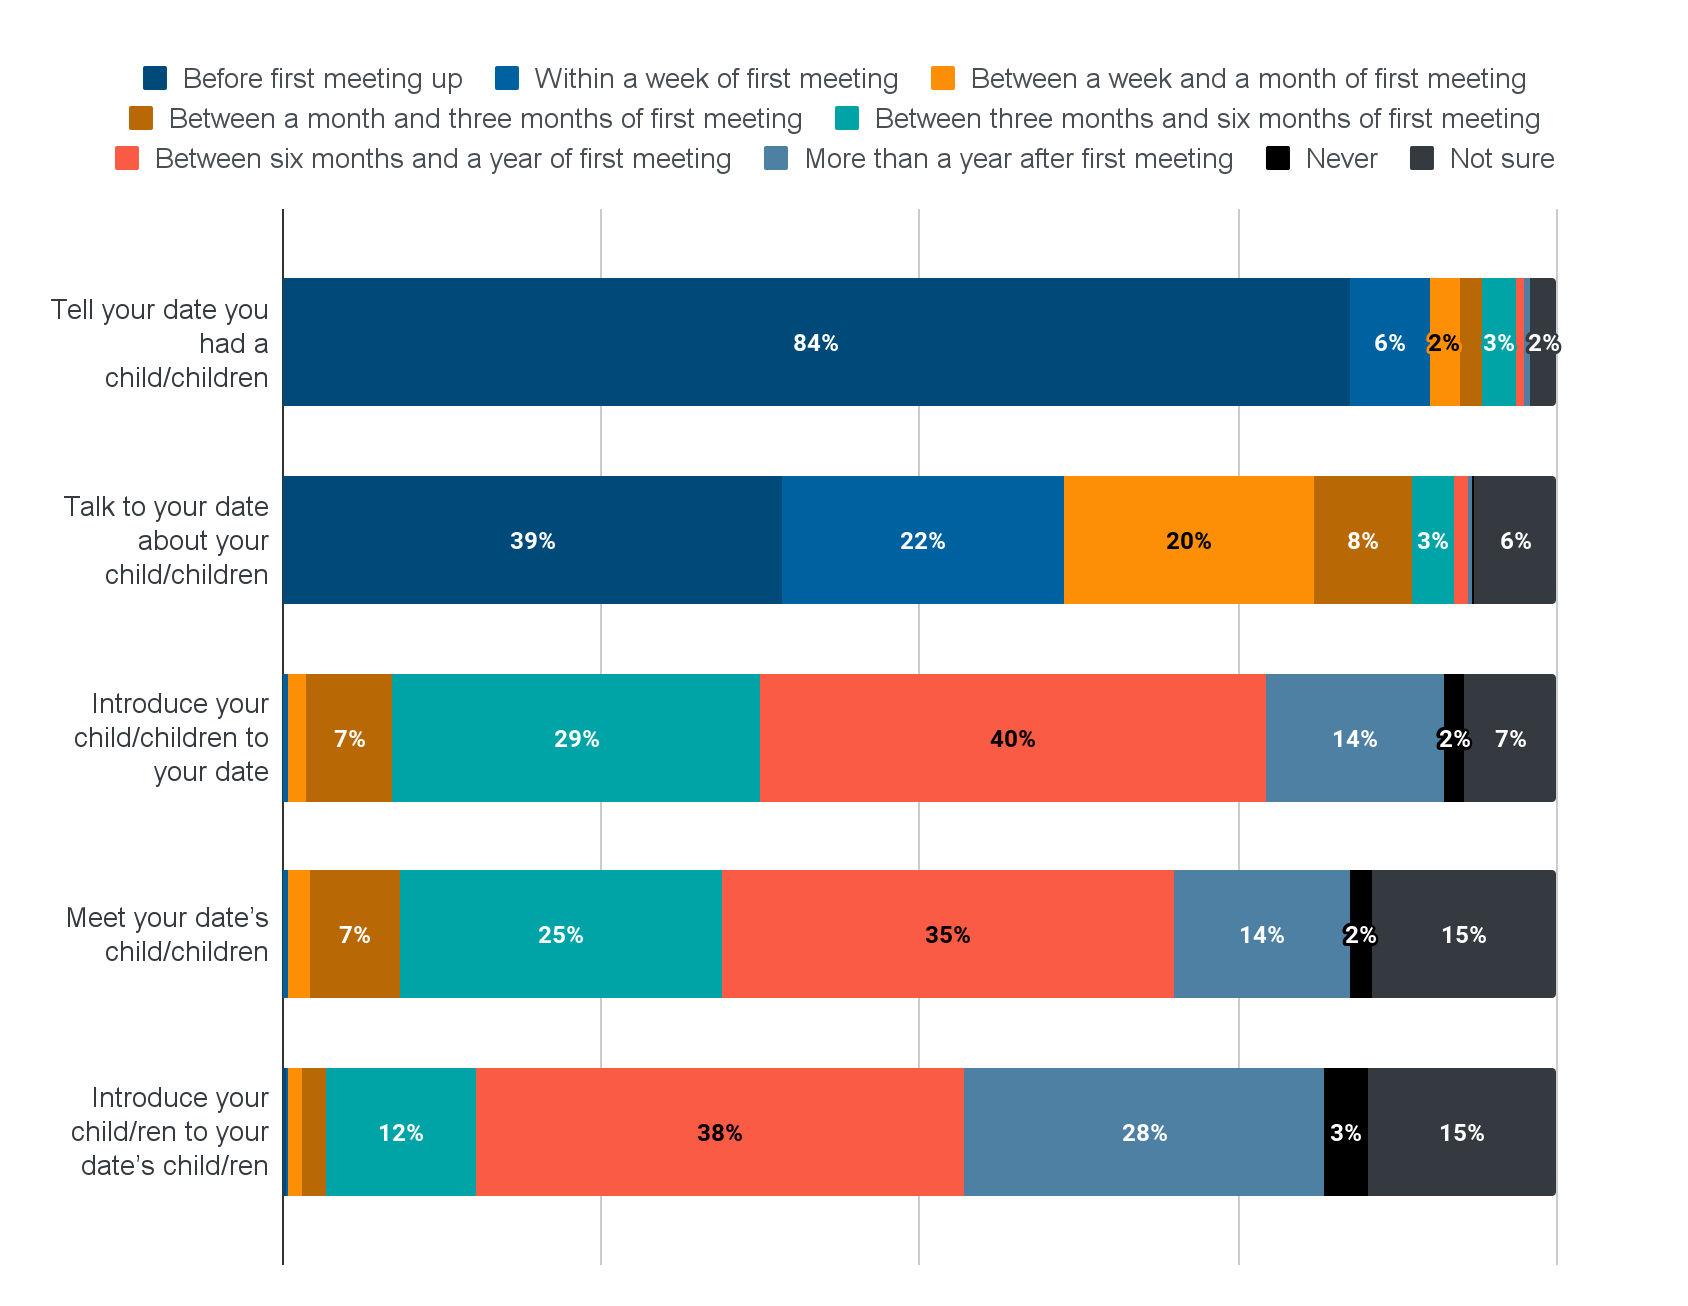 Before first meeting up Within a week of first meeting Between a week and a month of first meeting
Between a month and three months of first meeting Between three months and six months of first meeting
Between six months and a year of first meeting More than a year after first meeting Never Not sure
Tell your date you
had a
child/children
84% 6% 2% 3% 2%
Talk to your date
about your
child/children
39% 22% 20% 8% 3% 6%
Introduce your
child/children to
your date
7% 29% 40% 14% 2% 7%
Meet your date’s
child/children
7% 25% 35% 14% 2% 15%
Introduce your
child/ren to your
date’s child/ren
12% 38% 28% 3% 15%